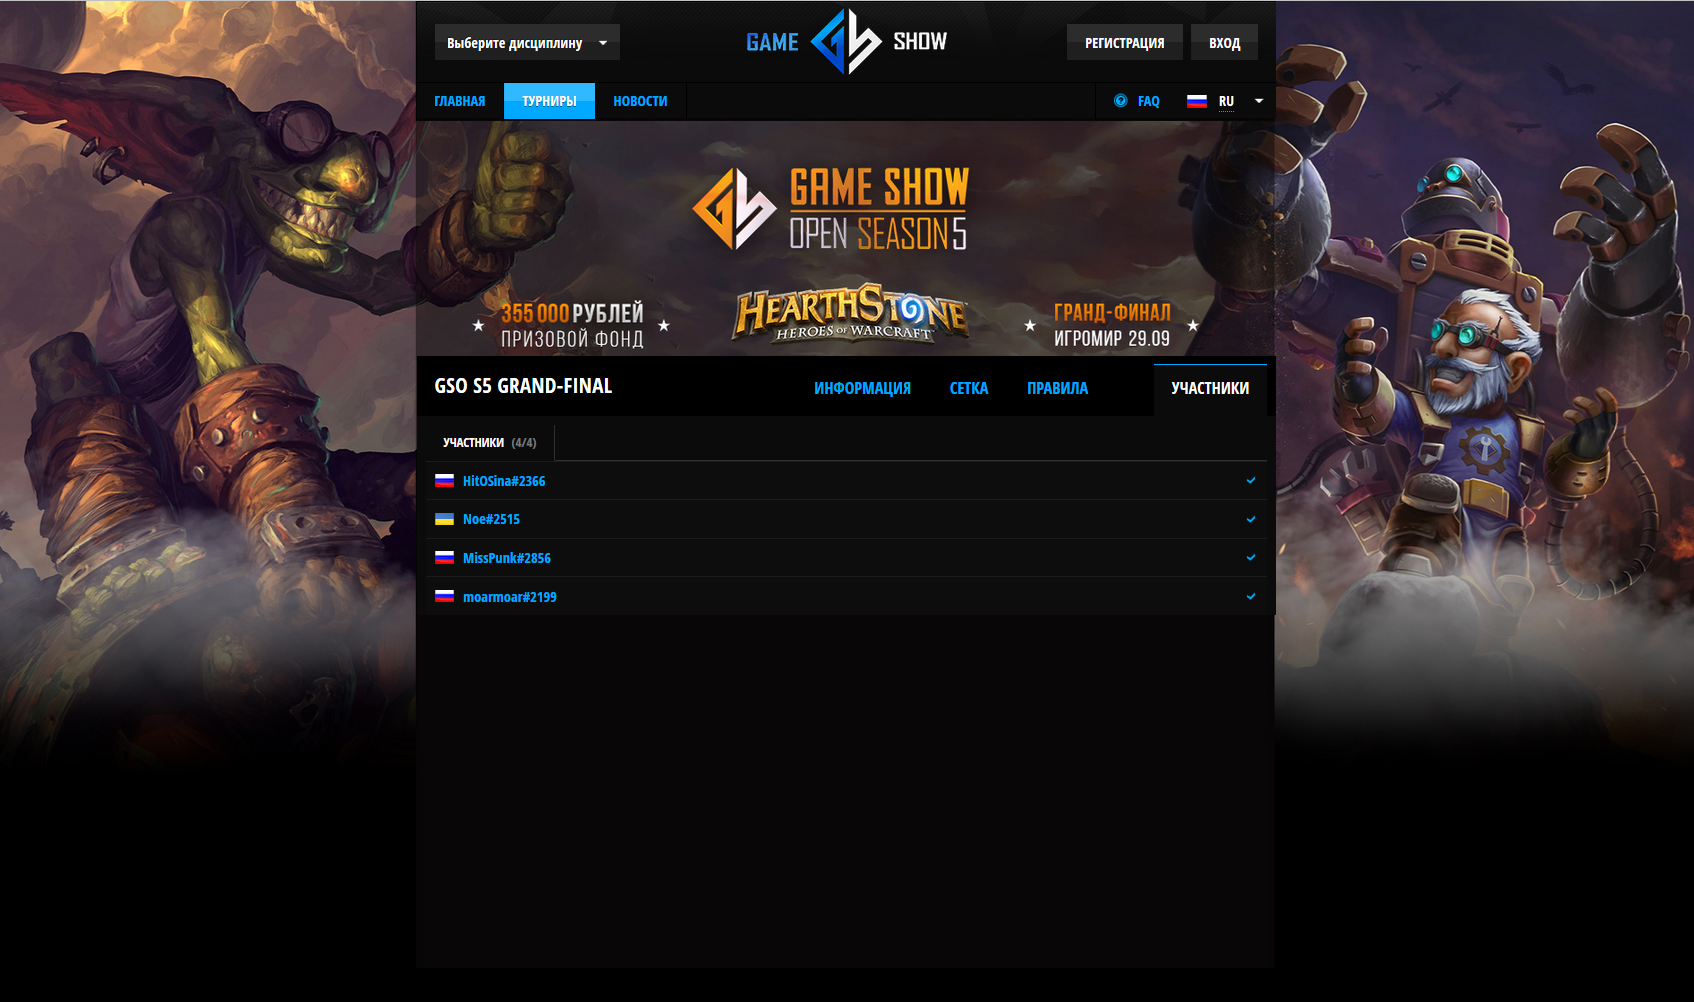 Выберите дисциплину
GAME SHOW
РЕГИСТРАЦИЯ
ВХОД
ГЛАВНАЯ
ТУРНИРЫ
НОВОСТИ
FAQ
RU
GAME SHOW
OPEN SEASON 5
355 000 РУБЛЕЙ
ПРИЗОВОЙ ФОНД
HEARTHSTONE
HEROES OF WARCRAFT
ГРАНД-ФИНАЛ
ИГРОМИР 29.09
GSO S5 GRAND-FINAL
ИНФОРМАЦИЯ
СЕТКА
ПРАВИЛА
УЧАСТНИКИ
УЧАСТНИКИ (4/4)
HitOSina#2366
Noe#2515
MissPunk#2856
moarmoar#2199